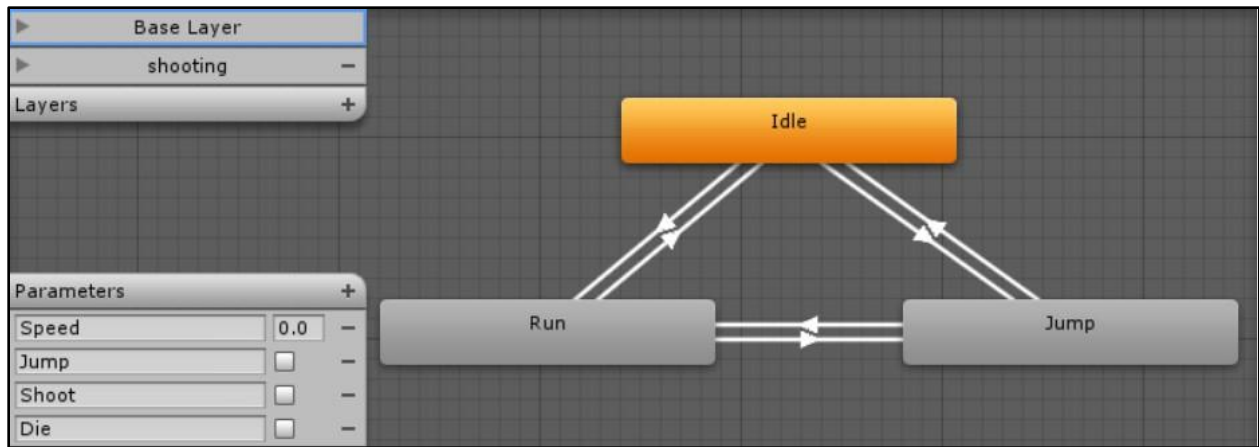 Base Layer
shooting
Layers
Idle
Parameters
Speed 0.0
Run
Jump
Jump
Shoot
Die